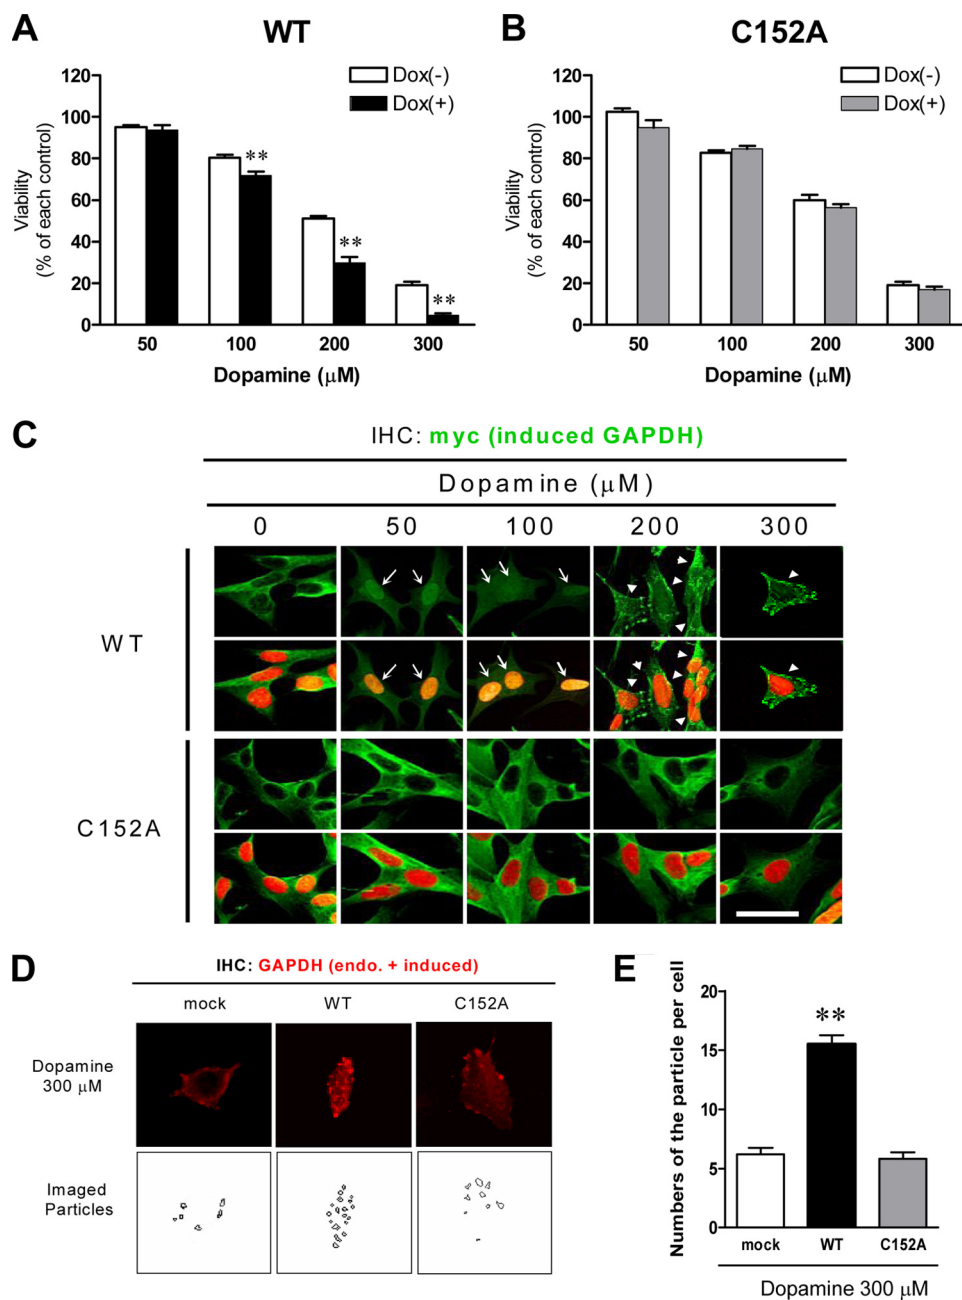 A
WT
Dox(-)
Dox(+)
Viability
(% of each control)
120
100
80
60
40
20
0
**
**
**
50
100
200
300
Dopamine (μM)
B
C152A
Dox(-)
Dox(+)
Viability
(% of each control)
120
100
80
60
40
20
0
50
100
200
300
Dopamine (μM)
C
IHC: myc (induced GAPDH)
Dopamine (μM)
0
50
100
200
300
WT
C152A
D
IHC: GAPDH (endo. + induced)
mock
WT
C152A
Dopamine
300 μM
Imaged
Particles
E
Numbers of the particle per cell
20
15
10
5
0
**
mock
WT
C152A
Dopamine 300 μM